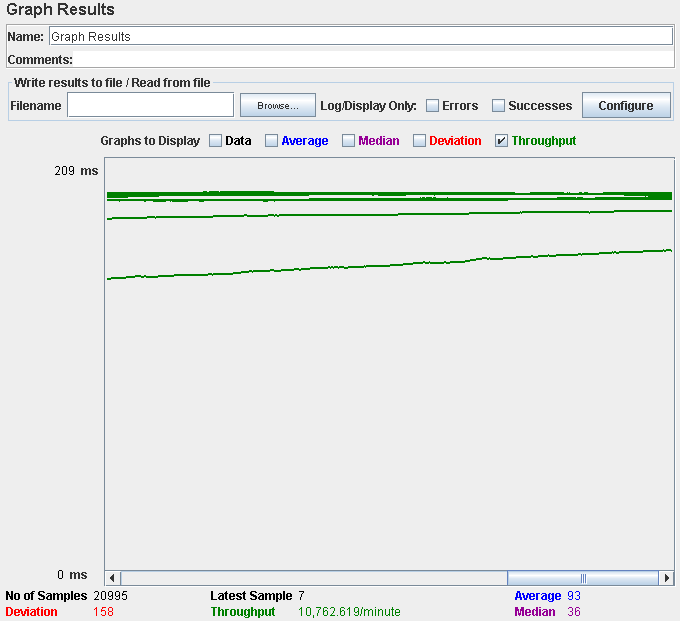 Graph Results
Name: Graph Results
Comments:
Write results to file / Read from file
Filename Browse... Log/Display Only: Errors Successes Configure
Graphs to Display Data Average Median Deviation Throughput
209 ms
0 ms
No of Samples 20995 Latest Sample 7 Average 93
Deviation 158 Throughput 10,762.619/minute Median 36